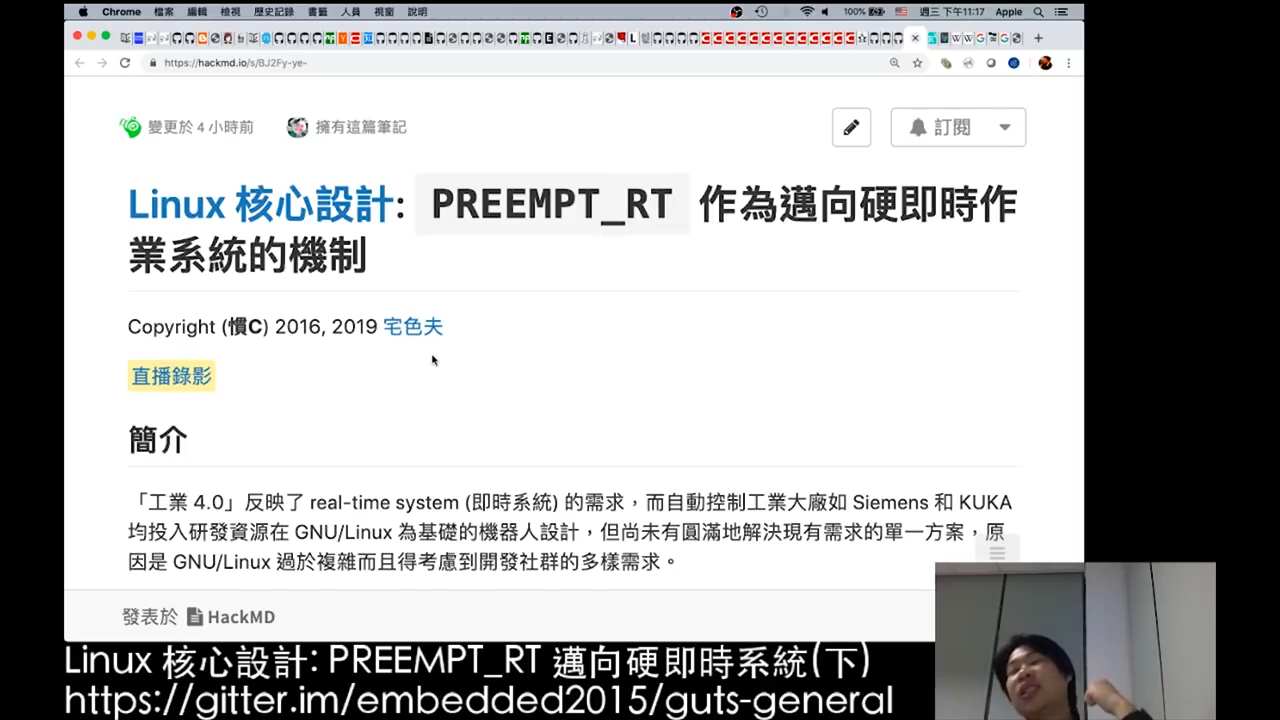 Chrome 檔案 編輯 檢視 歷史記錄 書籤 人員 視窗 說明 100% 週三 下午11:17 Apple
https://hackmd.io/s/BJ2Fy-ye-
變更於 4 小時前 擁有這篇筆記 訂閱
Linux 核心設計: PREEMPT_RT 作為邁向硬即時作
業系統的機制
Copyright (慣C) 2016, 2019 宅色夫
直播錄影
簡介
「工業 4.0」反映了 real-time system (即時系統) 的需求，而自動控制工業大廠如 Siemens 和 KUKA
均投入研發資源在 GNU/Linux 為基礎的機器人設計，但尚未有圓滿地解決現有需求的單一方案，原
因是 GNU/Linux 過於複雜而且得考慮到開發社群的多樣需求。
發表於 HackMD
Linux 核心設計: PREEMPT_RT 邁向硬即時系統(下)
https://gitter.im/embedded2015/guts-general